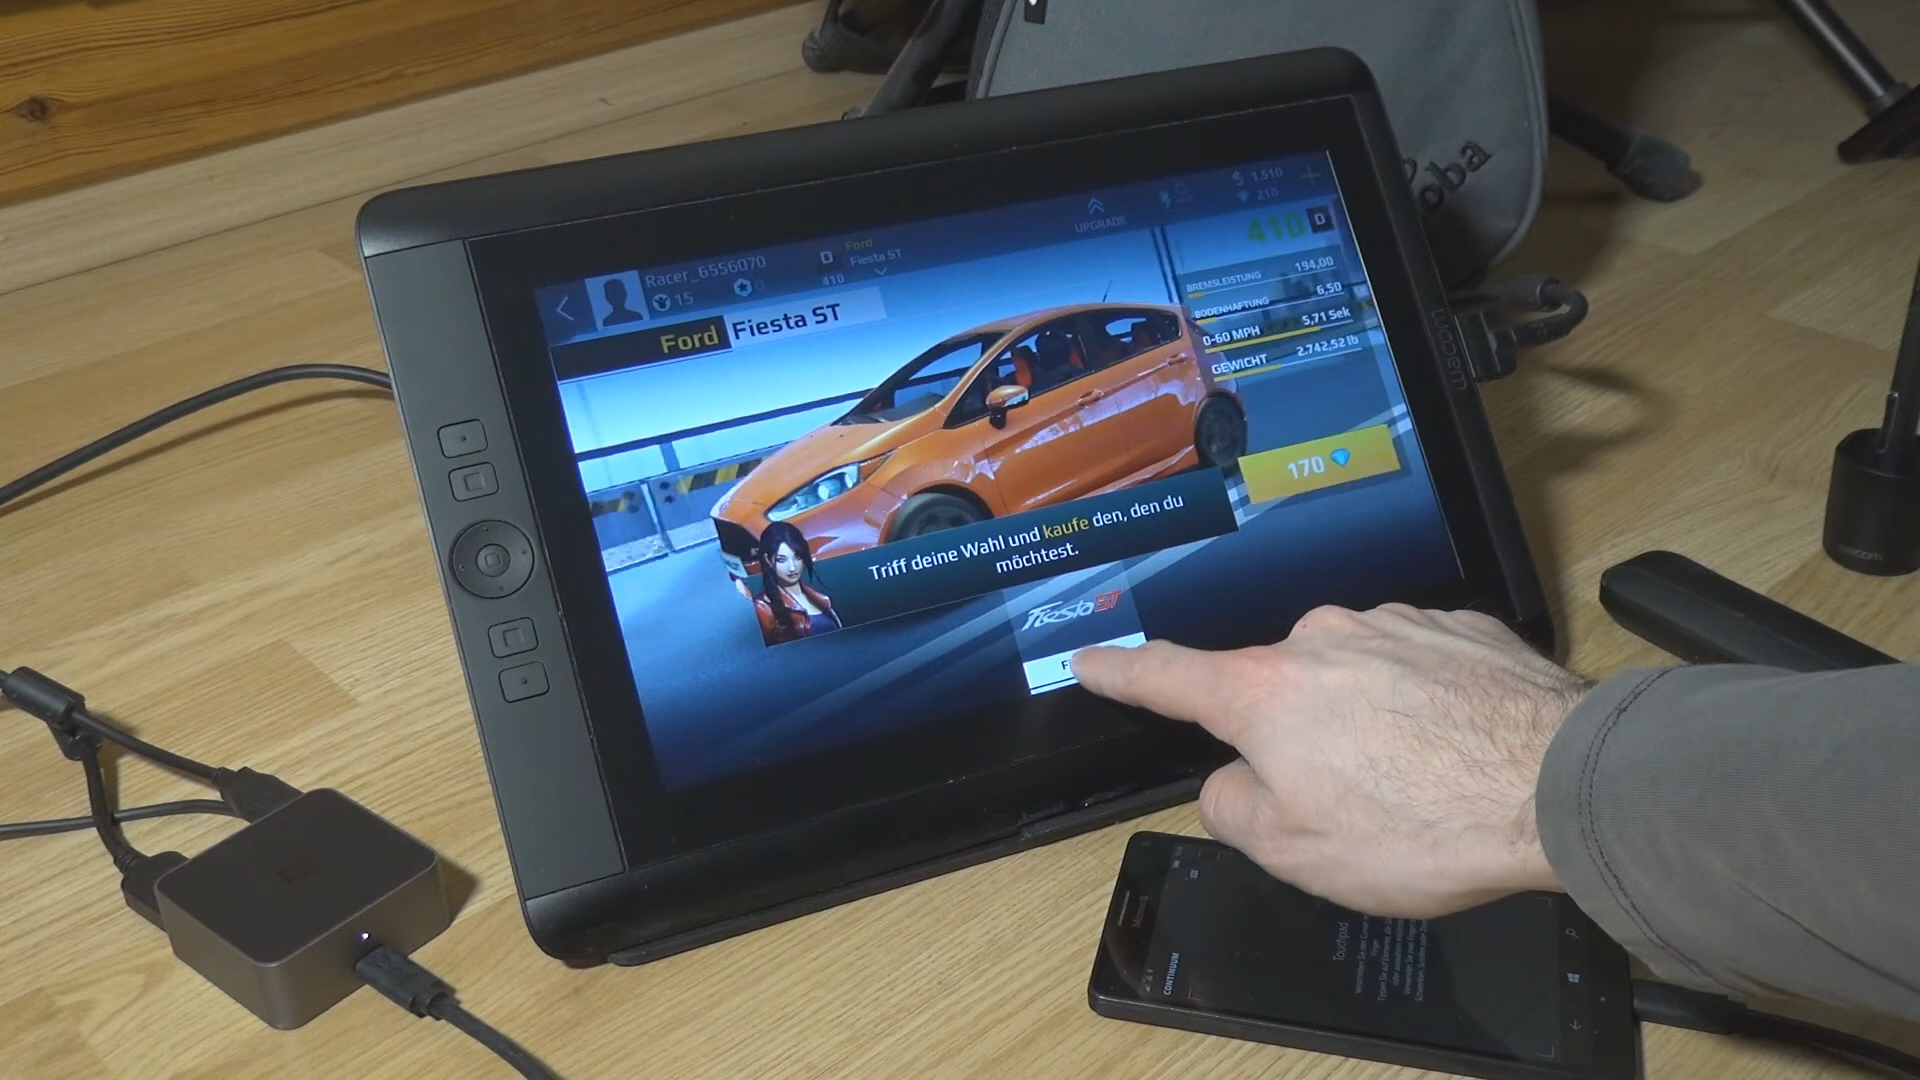 oba
wacom
$ 1.510
210
UPGRADE
410 D
Racer_6556070
15
D
410
Ford
Fiesta ST
Ford Fiesta ST
BREMSLEISTUNG 194,00
BODENHAFTUNG 6,50
0-60 MPH 5,71 Sek
GEWICHT 2.742,52 lb
170
Triff deine Wahl und kaufe den, den du
möchtest.
Fiesta ST
Microsoft
CONTINUUM
Touchpad